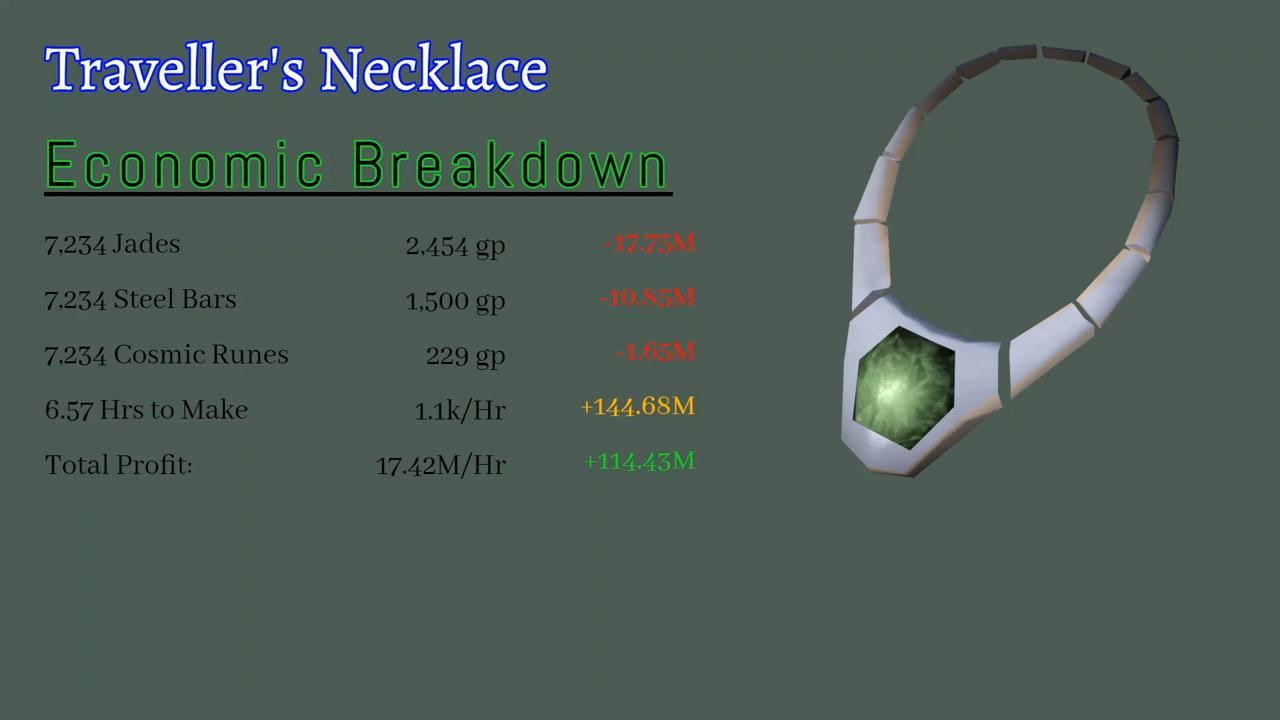 Traveller's Necklace
Economic Breakdown
7,234 Jades 2,454 gp -17.75M
7,234 Steel Bars 1,500 gp -10.85M
7,234 Cosmic Runes 229 gp -1.65M
6.57 Hrs to Make 1.1k/Hr +144.68M
Total Profit: 17.42M/Hr +114.43M